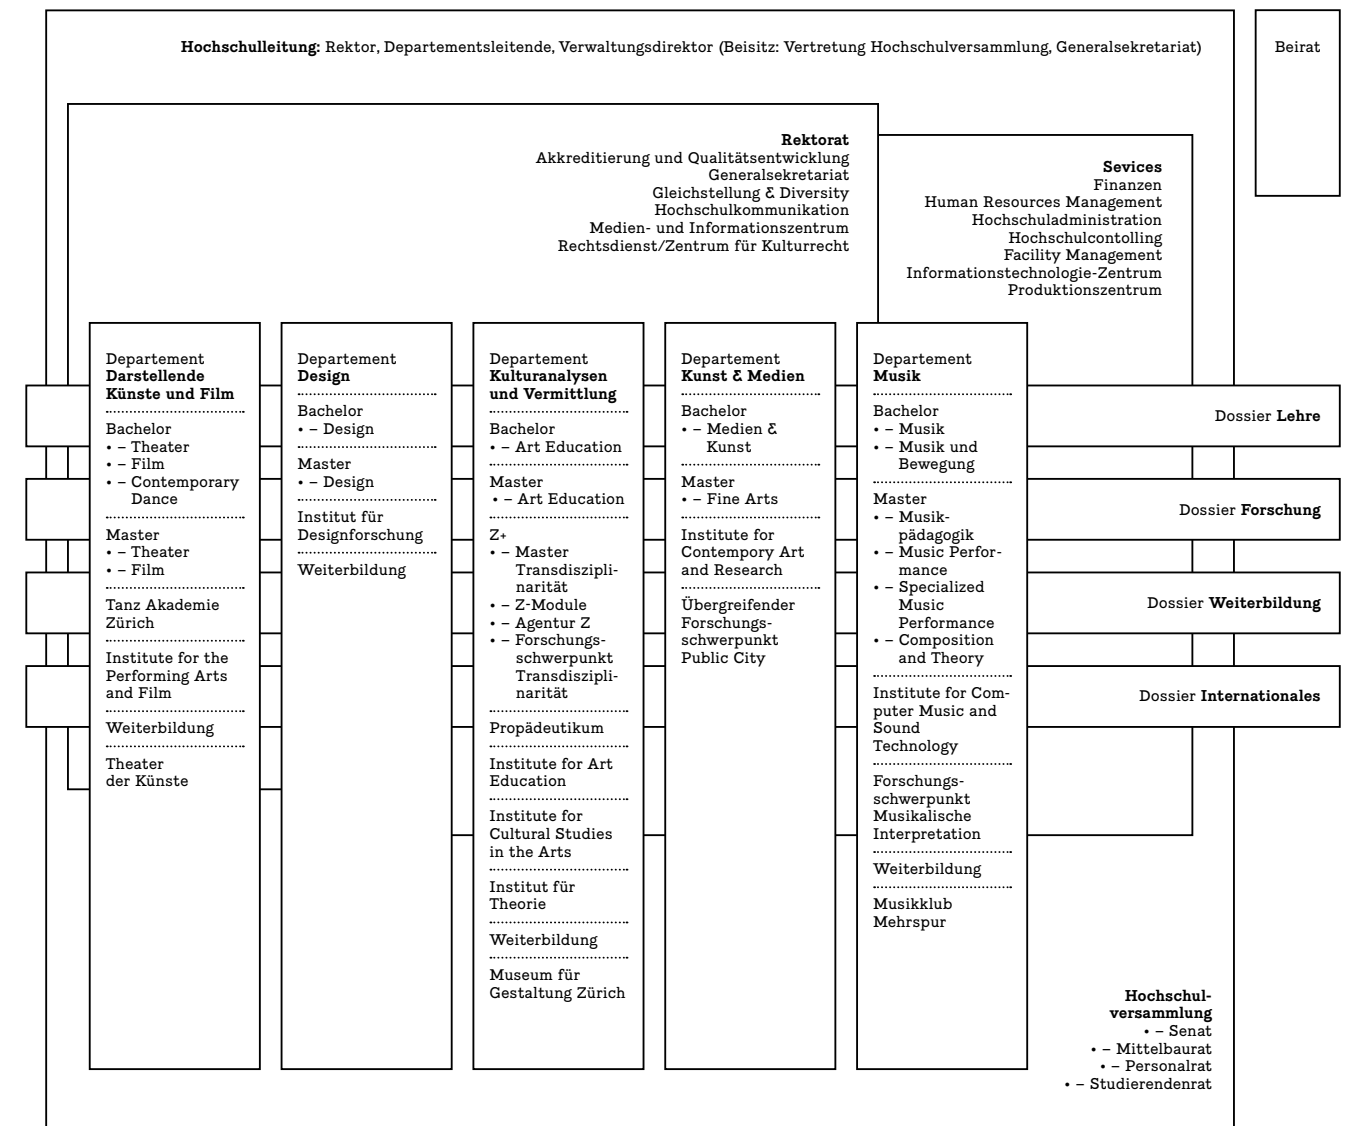 Hochschulleitung: Rektor, Departementsleitende, Verwaltungsdirektor (Beisitz: Vertretung Hochschulversammlung, Generalsekretariat)
Beirat
Rektorat
Akkreditierung und Qualitätsentwicklung
Generalsekretariat
Gleichstellung & Diversity
Hochschulkommunikation
Medien- und Informationszentrum
Rechtsdienst/Zentrum für Kulturrecht
Sevices
Finanzen
Human Resources Management
Hochschuladministration
Hochschulcontolling
Facility Management
Informationstechnologie-Zentrum
Produktionszentrum
Departement
Darstellende
Künste und Film
Bachelor
• – Theater
• – Film
• – Contemporary
Dance
Master
• – Theater
• – Film
Tanz Akademie
Zürich
Institute for the
Performing Arts
and Film
Weiterbildung
Theater
der Künste
Departement
Design
Bachelor
• – Design
Master
• – Design
Institut für
Designforschung
Weiterbildung
Departement
Kulturanalysen
und Vermittlung
Bachelor
• – Art Education
Master
• – Art Education
Z+
• – Master
Transdiszipli-
narität
• – Z-Module
• – Agentur Z
• – Forschungs-
schwerpunkt
Transdiszipli-
narität
Propädeutikum
Institute for Art
Education
Institute for
Cultural Studies
in the Arts
Institut für
Theorie
Weiterbildung
Museum für
Gestaltung Zürich
Departement
Kunst & Medien
Bachelor
• – Medien &
Kunst
Master
• – Fine Arts
Institute for
Contempory Art
and Research
Übergreifender
Forschungs-
schwerpunkt
Public City
Departement
Musik
Bachelor
• – Musik
• – Musik und
Bewegung
Master
• – Musik-
pädagogik
• – Music Perfor-
mance
• – Specialized
Music
Performance
• – Composition
and Theory
Institute for Com-
puter Music and
Sound
Technology
Forschungs-
schwerpunkt
Musikalische
Interpretation
Weiterbildung
Musikklub
Mehrspur
Dossier Lehre
Dossier Forschung
Dossier Weiterbildung
Dossier Internationales
Hochschul-
versammlung
• – Senat
• – Mittelbaurat
• – Personalrat
• – Studierendenrat